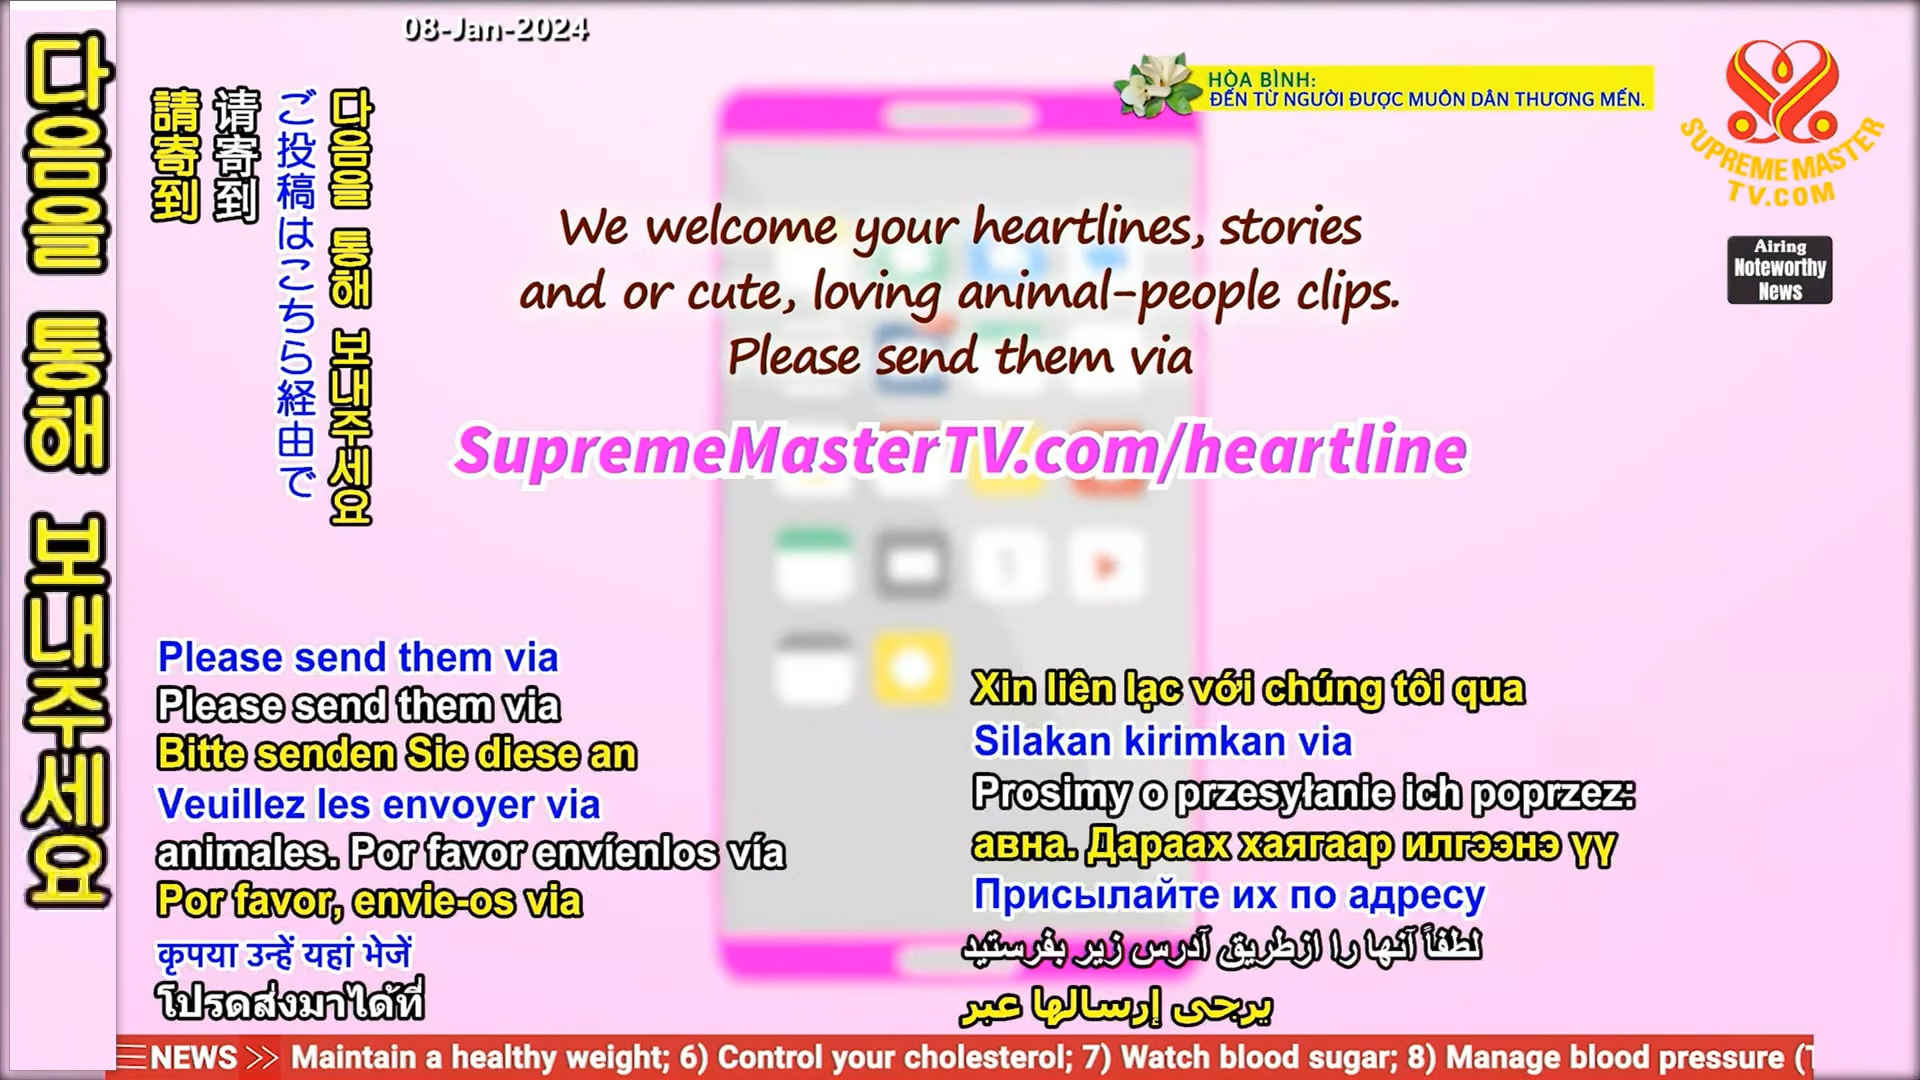 08-Jan-2024
다음을 통해 보내주세요
請寄到
请寄到
ご投稿はこちら経由で
다음을 통해 보내주세요
HÒA BÌNH:
ĐẾN TỪ NGƯỜI ĐƯỢC MUÔN DÂN THƯƠNG MẾN.
SUPREME MASTER
TV.COM
Airing
Noteworthy
News
We welcome your heartlines, stories
and or cute, loving animal-people clips.
Please send them via
SupremeMasterTV.com/heartline
Please send them via
Please send them via
Bitte senden Sie diese an
Veuillez les envoyer via
animales. Por favor envíenlos vía
Por favor, envie-os via
कृपया उन्हें यहां भेजें
โปรดส่งมาได้ที่
Xin liên lạc với chúng tôi qua
Silakan kirimkan via
Prosimy o przesyłanie ich poprzez:
авна. Дараах хаягаар илгээнэ үү
Присылайте их по адресу
لطفاً آنها را ازطریق آدرس زیر بفرستید
يرجى إرسالها عبر
NEWS >> Maintain a healthy weight; 6) Control your cholesterol; 7) Watch blood sugar; 8) Manage blood pressure (